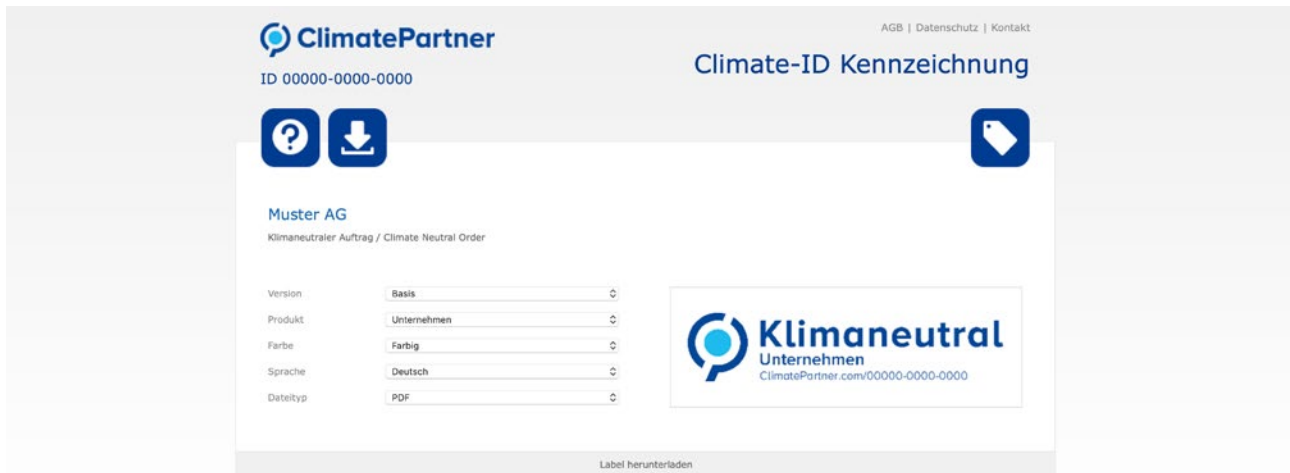 ClimatePartner
AGB | Datenschutz | Kontakt
ID 00000-0000-0000
Climate-ID Kennzeichnung
Muster AG
Klimaneutraler Auftrag / Climate Neutral Order
Version Basis
Produkt Unternehmen
Farbe Farbig
Sprache Deutsch
Dateityp PDF
Klimaneutral
Unternehmen
ClimatePartner.com/00000-0000-0000
Label herunterladen